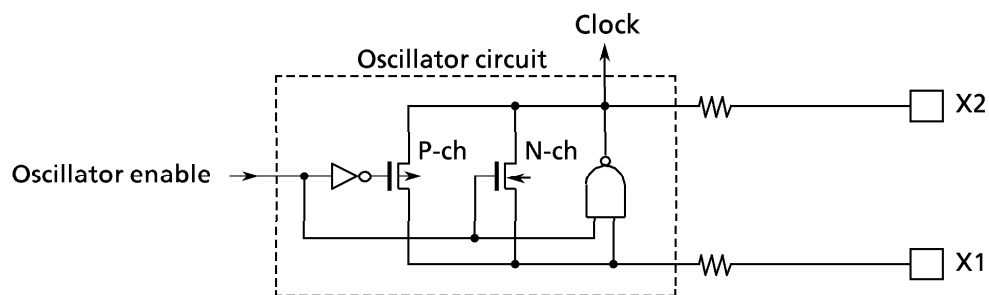 Clock
Oscillator circuit
X2
P-ch
N-ch
Oscillator enable
X1